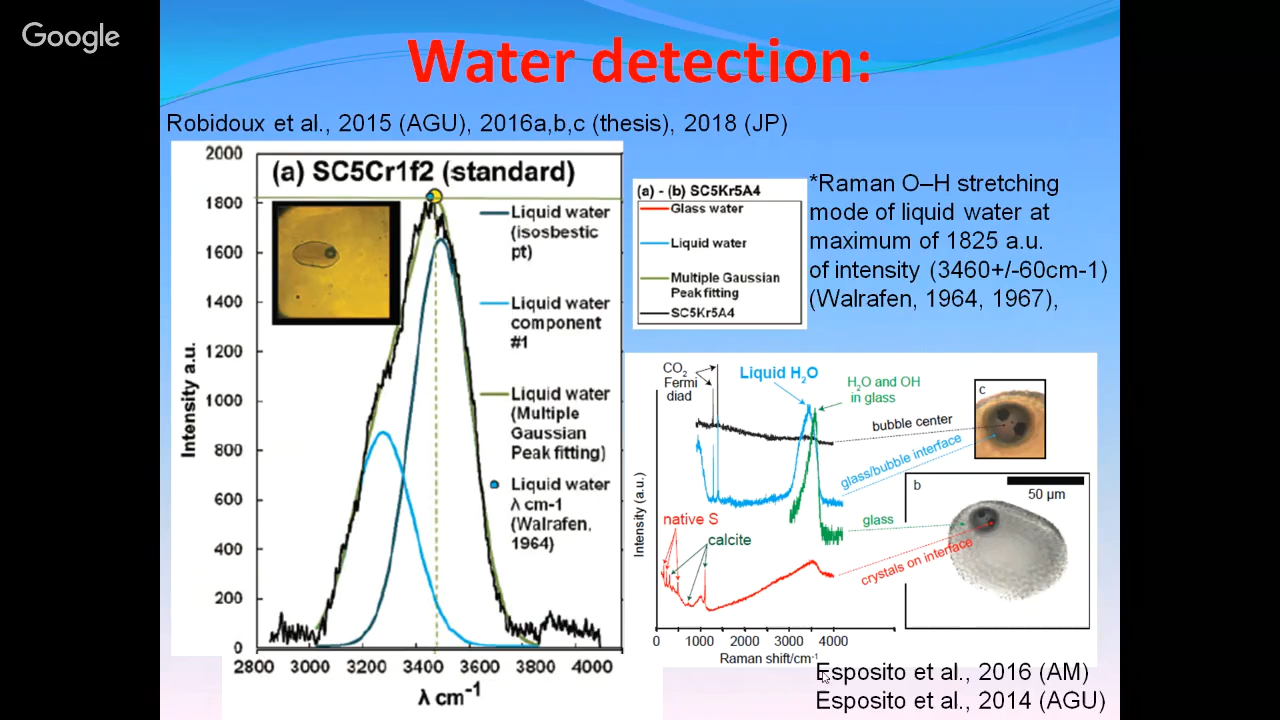 Google
Water detection:
Robidoux et al., 2015 (AGU), 2016a,b,c (thesis), 2018 (JP)
(a) SC5Cr1f2 (standard)
Intensity a.u.
2000
1800
1600
1400
1200
1000
800
600
400
200
0
2800 3000 3200 3400 3600 3800 4000
λ cm-1
Liquid water
(isosbestic
pt)
Liquid water
component
#1
Liquid water
(Multiple
Gaussian
Peak fitting)
Liquid water
λ cm-1
(Walrafen,
1964)
(a) - (b) SC5Kr5A4
Glass water
Liquid water
Multiple Gaussian
Peak fitting
SC5Kr5A4
*Raman O–H stretching
mode of liquid water at
maximum of 1825 a.u.
of intensity (3460+/-60cm-1)
(Walrafen, 1964, 1967),
CO2
Fermi
diad
Liquid H2O
H2O and OH
in glass
bubble center
glass/bubble interface
glass
crystals on interface
native S
calcite
c
b
50 µm
Intensity (a.u.)
0 1000 2000 3000 4000
Raman shift/cm-1
Esposito et al., 2016 (AM)
Esposito et al., 2014 (AGU)